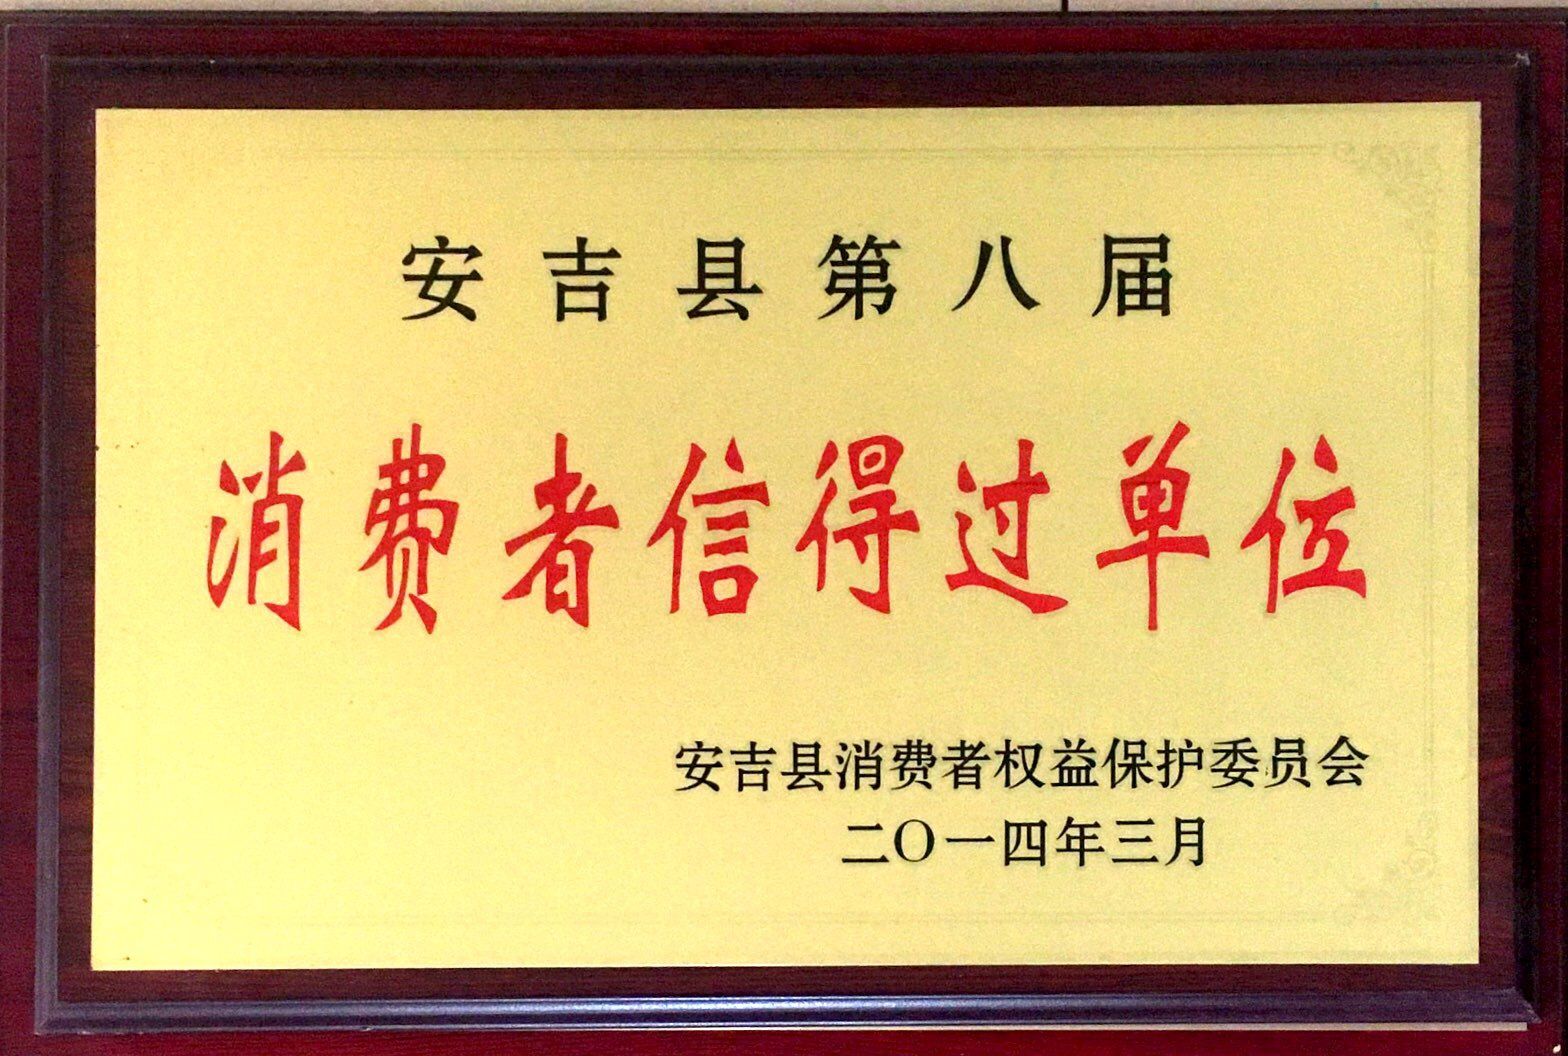 安吉县第八届
消费者信得过单位
安吉县消费者权益保护委员会
二〇一四年三月